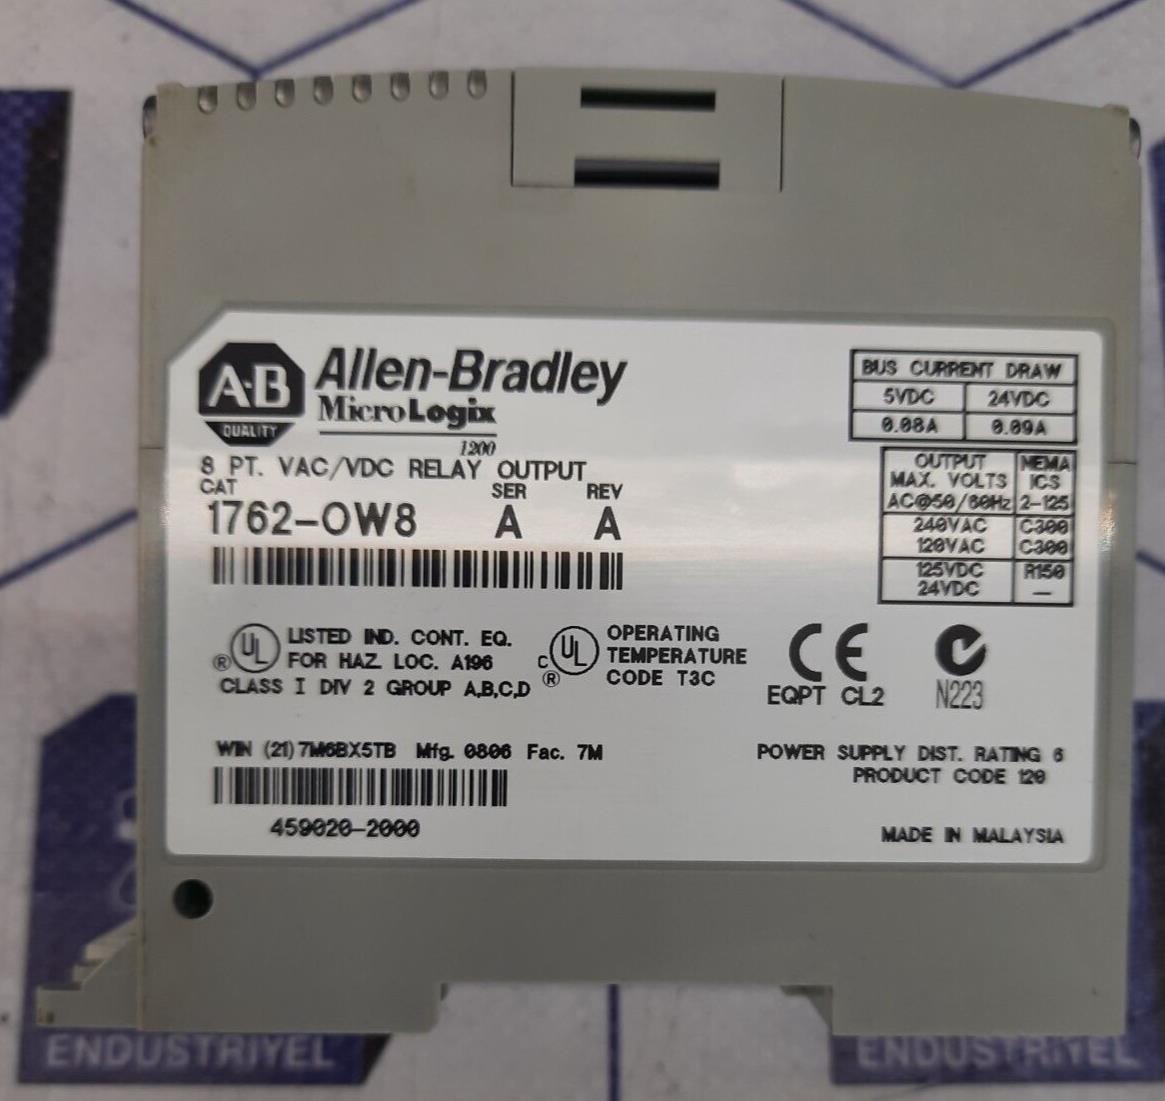 A-B
QUALITY
Allen-Bradley
MicroLogix
1200
8 PT. VAC/VDC RELAY OUTPUT
CAT SER REV
1762-OW8 A A
BUS CURRENT DRAW
5VDC 24VDC
0.08A 0.09A
OUTPUT NEMA
MAX. VOLTS ICS
AC@50/60Hz 2-125
240VAC C300
120VAC C300
125VDC R150
24VDC —
UL
®
LISTED IND. CONT. EQ.
FOR HAZ. LOC. A196
CLASS I DIV 2 GROUP A,B,C,D
C UL
®
OPERATING
TEMPERATURE
CODE T3C
CE
EQPT CL2
N223
WIN (21) 7M6BX5TB Mfg. 0806 Fac. 7M
459020-2000
POWER SUPPLY DIST. RATING 6
PRODUCT CODE 120
MADE IN MALAYSIA
ENDUSTRIYEL
ENDUSTRIYEL